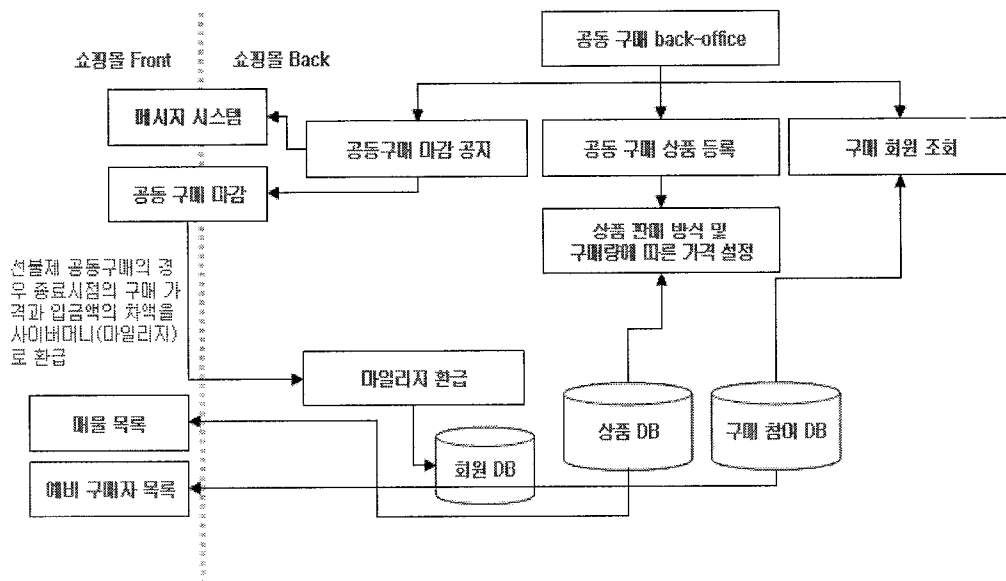 공동 구매 back-office
쇼핑몰 Front
쇼핑몰 Back
메시지 시스템
공동구매 마감 공지
공동 구매 상품 등록
구매 회원 조회
공동 구매 마감
상품 판매 방식 및
구매량에 따른 가격 설정
선불제 공동구매의 경
우 종료시점의 구매 가
격과 입금액의 차액을
사이버머니(마일리지)
로 환급
마일리지 환급
매물 목록
회원 DB
상품 DB
구매 참여 DB
예비 구매자 목록